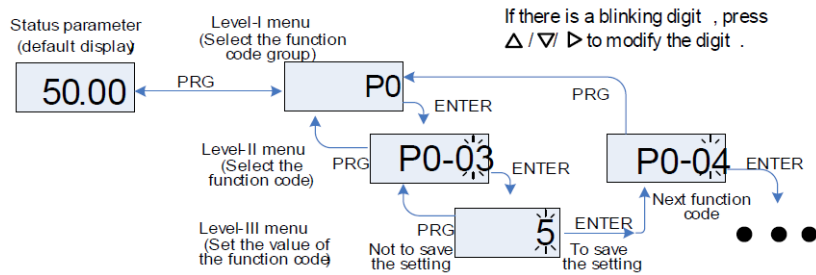 Status parameter
(default display)
50.00
PRG
Level-I menu
(Select the function
code group)
P0
ENTER
If there is a blinking digit , press
△ / ▽/ ▷ to modify the digit .
PRG
Level-II menu
(Select the
function code)
PRG
P0-03
ENTER
P0-04
ENTER
Next function
code
Level-III menu
(Set the value of
the function code)
PRG
Not to save
the setting
5
ENTER
To save
the setting
● ● ●